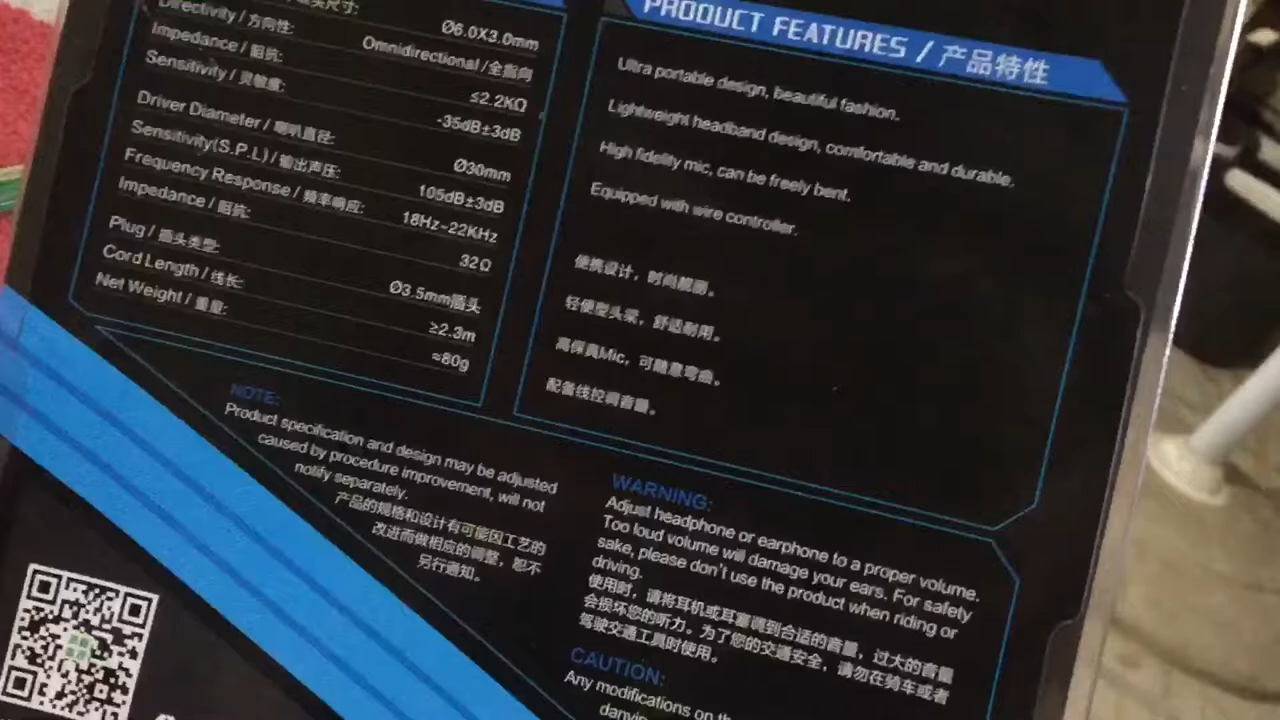 尺寸:
Ø6.0X3.0mm
Directivity / 方向性:
Omnidirectional / 全指向
Impedance / 阻抗:
≤2.2KΩ
Sensitivity / 灵敏度:
-35dB±3dB
Driver Diameter / 喇叭直径:
Ø30mm
Sensitivity(S.P.L) / 输出声压:
105dB±3dB
Frequency Response / 频率响应:
18Hz~22KHz
Impedance / 阻抗:
32Ω
Plug / 插头类型:
Ø3.5mm插头
Cord Length / 线长:
≥2.3m
Net Weight / 重量:
≈80g
PRODUCT FEATURES / 产品特性
Ultra portable design, beautiful fashion.
Lightweight headband design, comfortable and durable.
High fidelity mic, can be freely bent.
Equipped with wire controller.
便携设计，时尚靓丽。
轻便型头梁，舒适耐用。
高保真Mic，可随意弯曲。
配备线控调音量。
NOTE:
Product specification and design may be adjusted
caused by procedure improvement, will not
notify separately.
产品的规格和设计有可能因工艺的
改进而做相应的调整，恕不
另行通知。
WARNING:
Adjust headphone or earphone to a proper volume.
Too loud volume will damage your ears. For safety
sake, please don't use the product when riding or
driving.
使用时，请将耳机或耳塞调到合适的音量，过大的音量
会损坏您的听力。为了您的交通安全，请勿在骑车或者
驾驶交通工具时使用。
CAUTION:
Any modifications on th